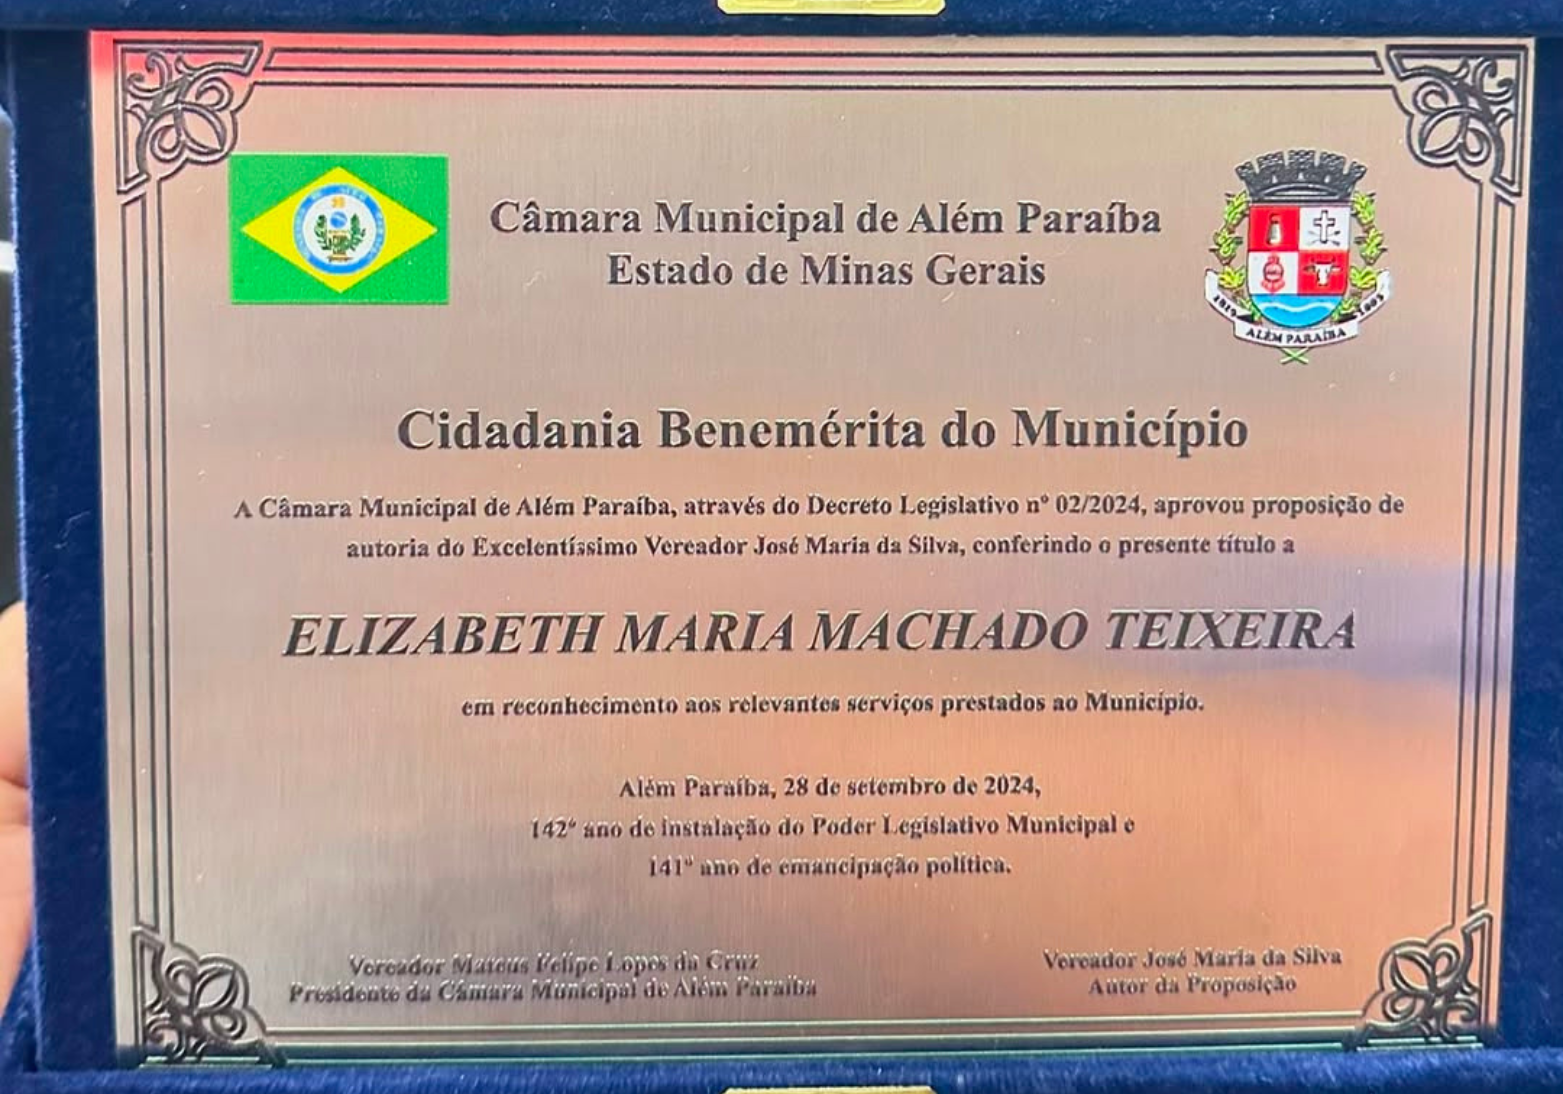 Câmara Municipal de Além Paraíba
Estado de Minas Gerais
ALÉM PARAÍBA
Cidadania Benemérita do Município
A Câmara Municipal de Além Paraíba, através do Decreto Legislativo nº 02/2024, aprovou proposição de
autoria do Excelentíssimo Vereador José Maria da Silva, conferindo o presente título a
ELIZABETH MARIA MACHADO TEIXEIRA
em reconhecimento aos relevantes serviços prestados ao Município.
Além Paraíba, 28 de setembro de 2024,
142º ano de instalação do Poder Legislativo Municipal e
141º ano de emancipação política.
Vereador Mateus Felipe Lopes da Cruz
Presidente da Câmara Municipal de Além Paraíba
Vereador José Maria da Silva
Autor da Proposição